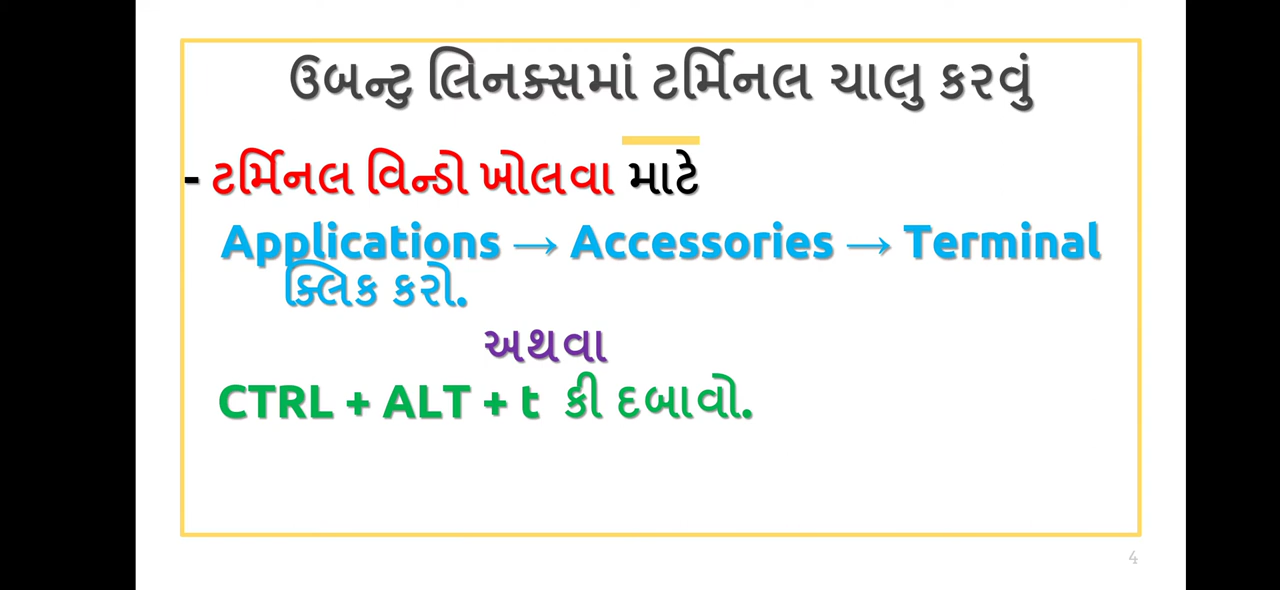 ઉબન્ટુ લિનક્સમાં ટર્મિનલ ચાલુ કરવું
- ટર્મિનલ વિન્ડો ખોલવા માટે
Applications → Accessories → Terminal
ક્લિક કરો.
અથવા
CTRL + ALT + t કી દબાવો.
4